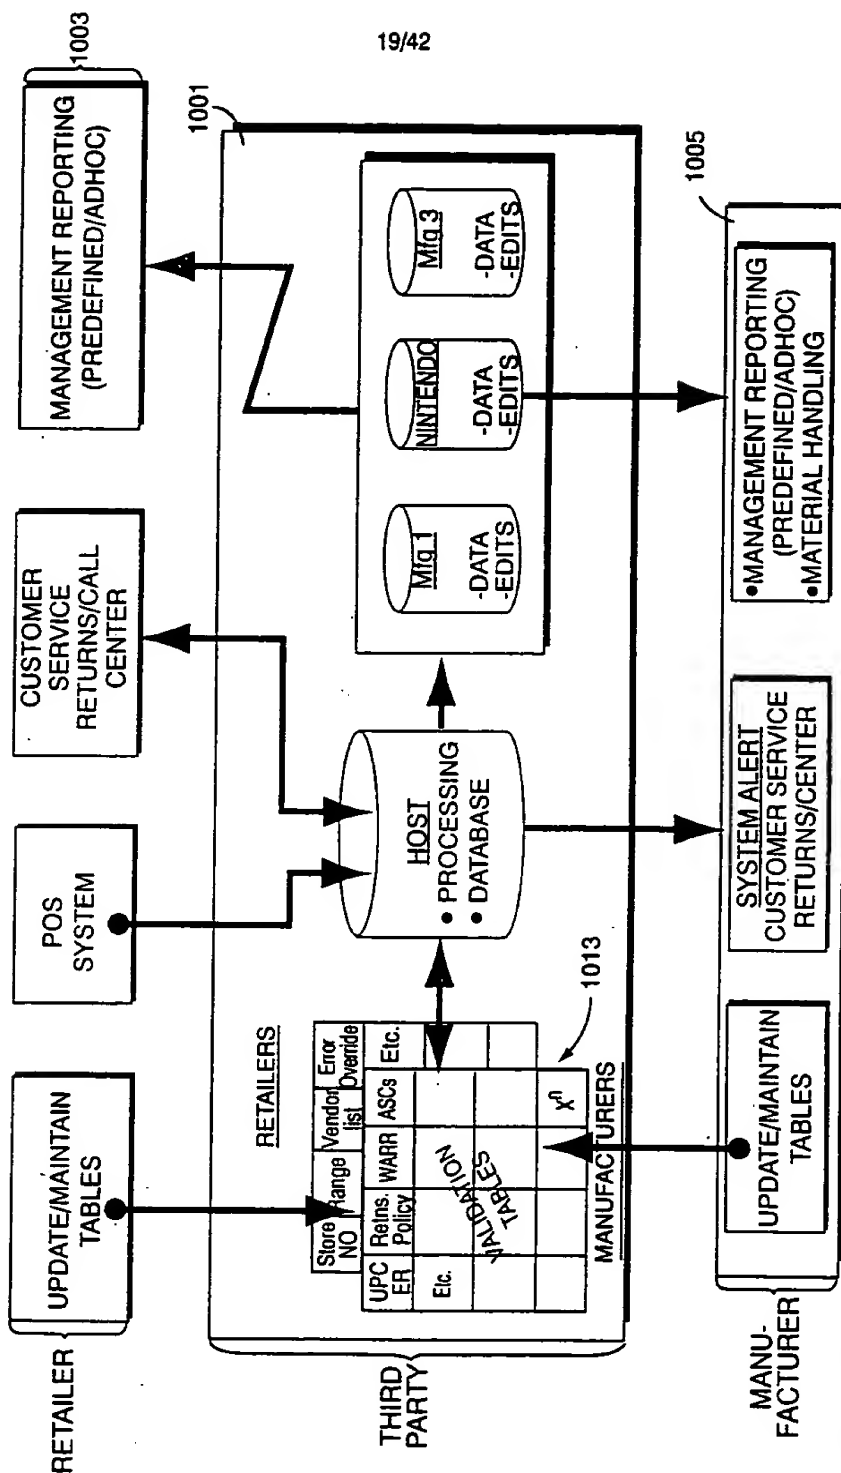 19/42
RETAILER
UPDATE/MAINTAIN
TABLES
POS
SYSTEM
CUSTOMER
SERVICE
RETURNS/CALL
CENTER
MANAGEMENT REPORTING
(PREDEFINED/ADHOC)
1003
THIRD
PARTY
1001
RETAILERS
Store
NO
Range
Vendor
list
Error
Override
UPC
ER
Retns.
Policy
WARR
ASCs
Etc.
Etc.
VALIDATION
TABLES
Xⁿ
MANUFACTURERS
1013
HOST
• PROCESSING
• DATABASE
Mfg 1
-DATA
-EDITS
NINTENDO
-DATA
-EDITS
Mfg 3
-DATA
-EDITS
MANU-
FACTURER
UPDATE/MAINTAIN
TABLES
SYSTEM ALERT
CUSTOMER SERVICE
RETURNS/CENTER
•MANAGEMENT REPORTING
(PREDEFINED/ADHOC)
•MATERIAL HANDLING
1005